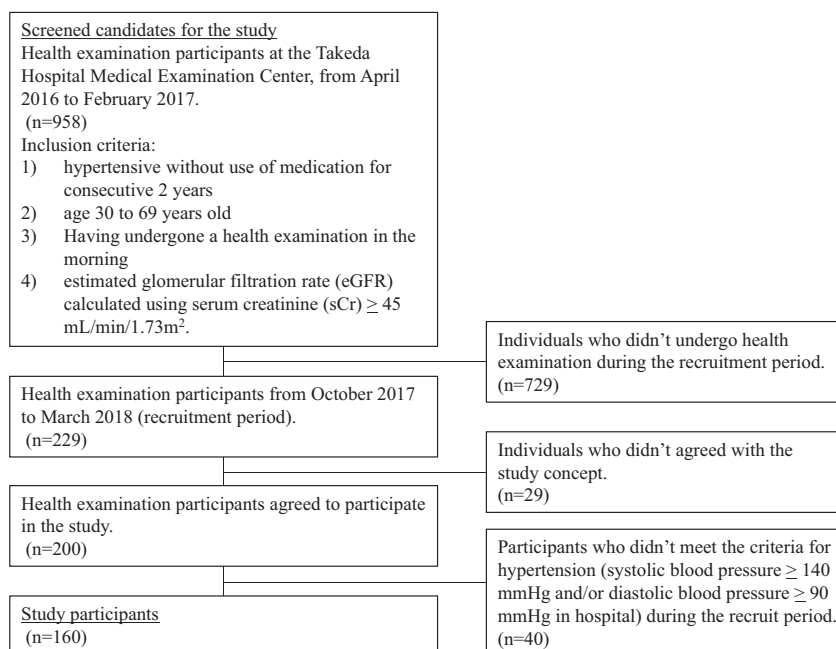 Screened candidates for the study
Health examination participants at the Takeda
Hospital Medical Examination Center, from April
2016 to February 2017.
(n=958)
Inclusion criteria:
1) hypertensive without use of medication for
consecutive 2 years
2) age 30 to 69 years old
3) Having undergone a health examination in the
morning
4) estimated glomerular filtration rate (eGFR)
calculated using serum creatinine (sCr) ≥ 45
mL/min/1.73m².
Individuals who didn't undergo health
examination during the recruitment period.
(n=729)
Health examination participants from October 2017
to March 2018 (recruitment period).
(n=229)
Individuals who didn't agreed with the
study concept.
(n=29)
Health examination participants agreed to participate
in the study.
(n=200)
Participants who didn't meet the criteria for
hypertension (systolic blood pressure ≥ 140
mmHg and/or diastolic blood pressure ≥ 90
mmHg in hospital) during the recruit period.
(n=40)
Study participants
(n=160)